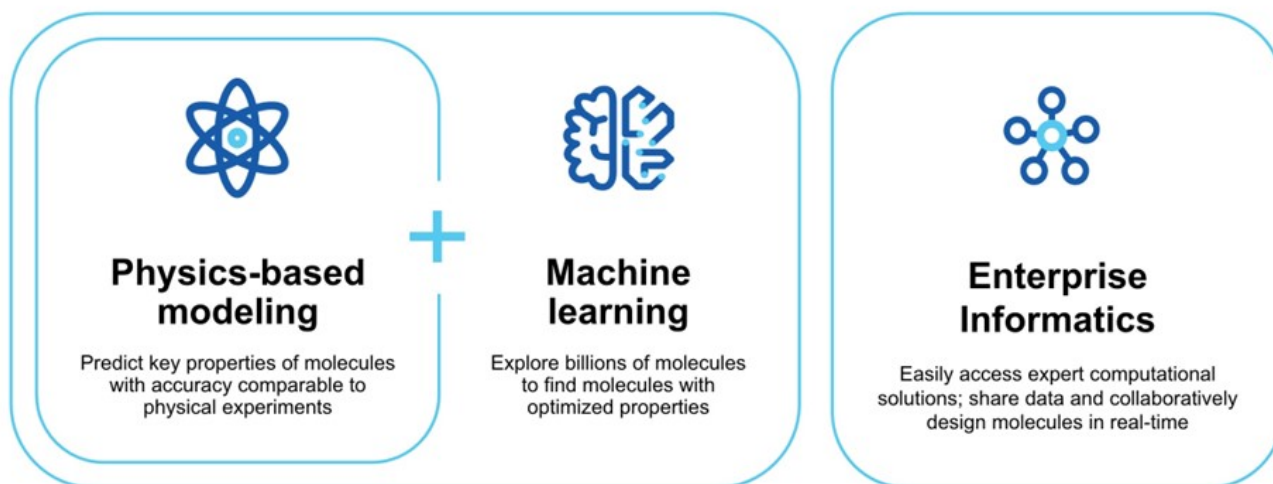 Physics-based
modeling
Predict key properties of molecules
with accuracy comparable to
physical experiments
Machine
learning
Explore billions of molecules
to find molecules with
optimized properties
Enterprise
Informatics
Easily access expert computational
solutions; share data and collaboratively
design molecules in real-time